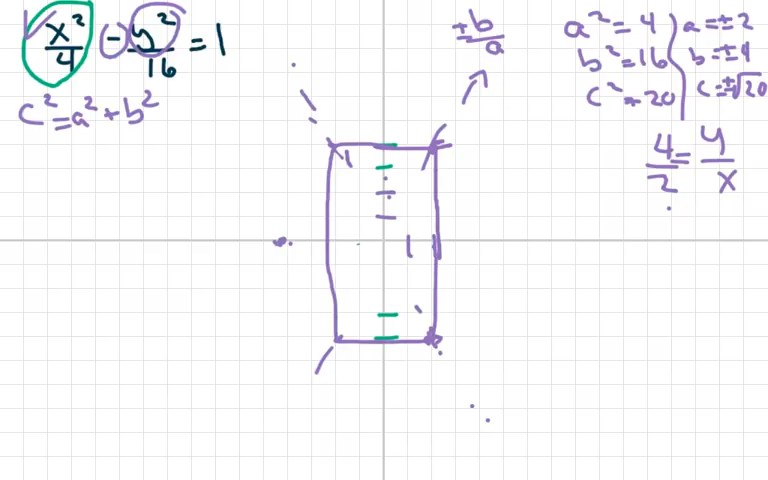 x²/4 - y²/16 = 1
c² = a² + b²
±b/a
a² = 4 a = ±2
b² = 16 b = ±4
c² = 20 c = ±√20
4/2 = y/x